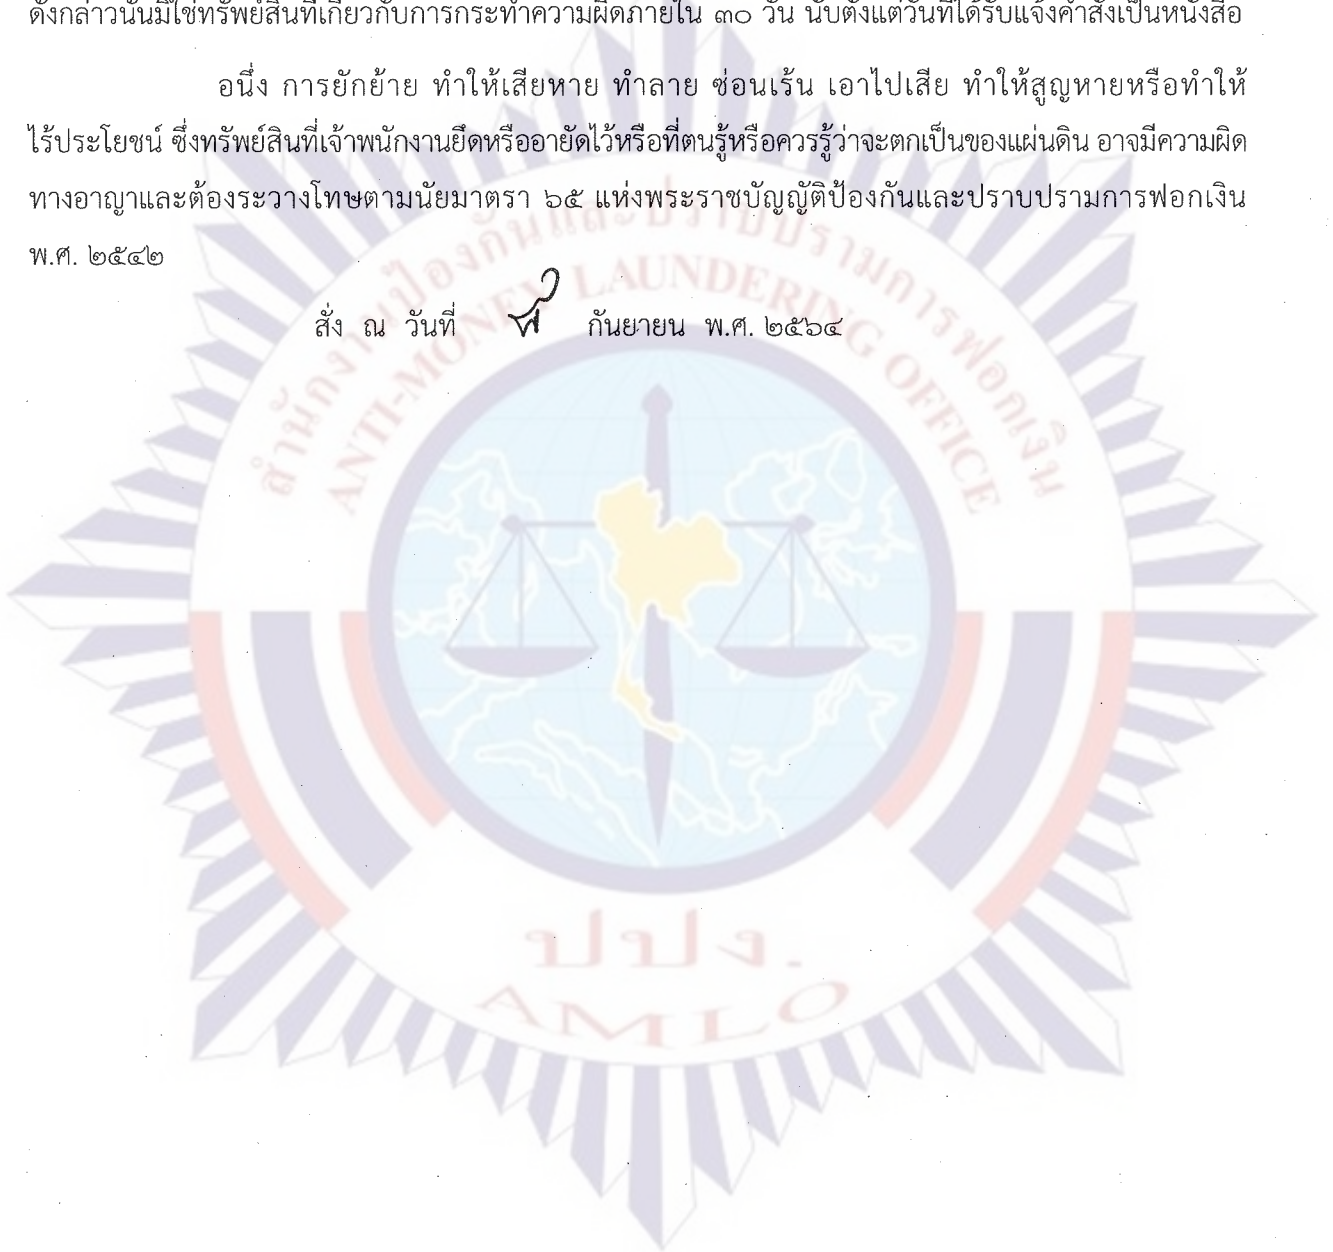 ดังกล่าวนั้นมิใช่ทรัพย์สินที่เกี่ยวกับการกระทำความผิดภายใน ๓๐ วัน นับตั้งแต่วันที่ได้รับแจ้งคำสั่งเป็นหนังสือ
อนึ่ง การยักย้าย ทำให้เสียหาย ทำลาย ซ่อนเร้น เอาไปเสีย ทำให้สูญหายหรือทำให้
ไร้ประโยชน์ ซึ่งทรัพย์สินที่เจ้าพนักงานยึดหรืออายัดไว้หรือที่ตนรู้หรือควรรู้ว่าจะตกเป็นของแผ่นดิน อาจมีความผิด
ทางอาญาและต้องระวางโทษตามนัยมาตรา ๖๕ แห่งพระราชบัญญัติป้องกันและปราบปรามการฟอกเงิน
พ.ศ. ๒๕๔๒
สั่ง ณ วันที่ กันยายน พ.ศ. ๒๕๖๔
สำนักงานป้องกันและปราบปรามการฟอกเงิน
ANTI-MONEY LAUNDERING OFFICE
ปปง.
AMLO